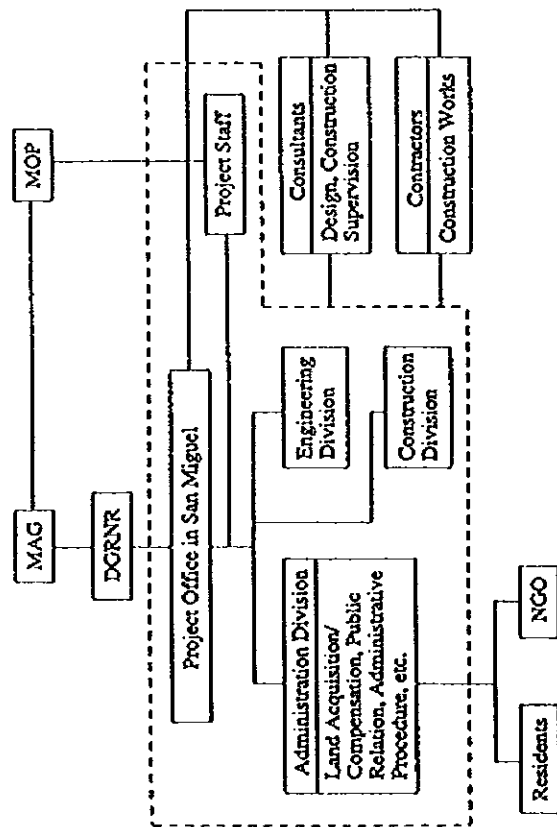 MAG
MOP
DGRNR
Project Office in San Miguel
Project Staff
Administration Division
Land Acquisition/
Compensation, Public
Relation, Administrative
Procedure, etc.
Engineering
Division
Construction
Division
Consultants
Design, Construction
Supervision
Contractors
Construction Works
Residents
NGO